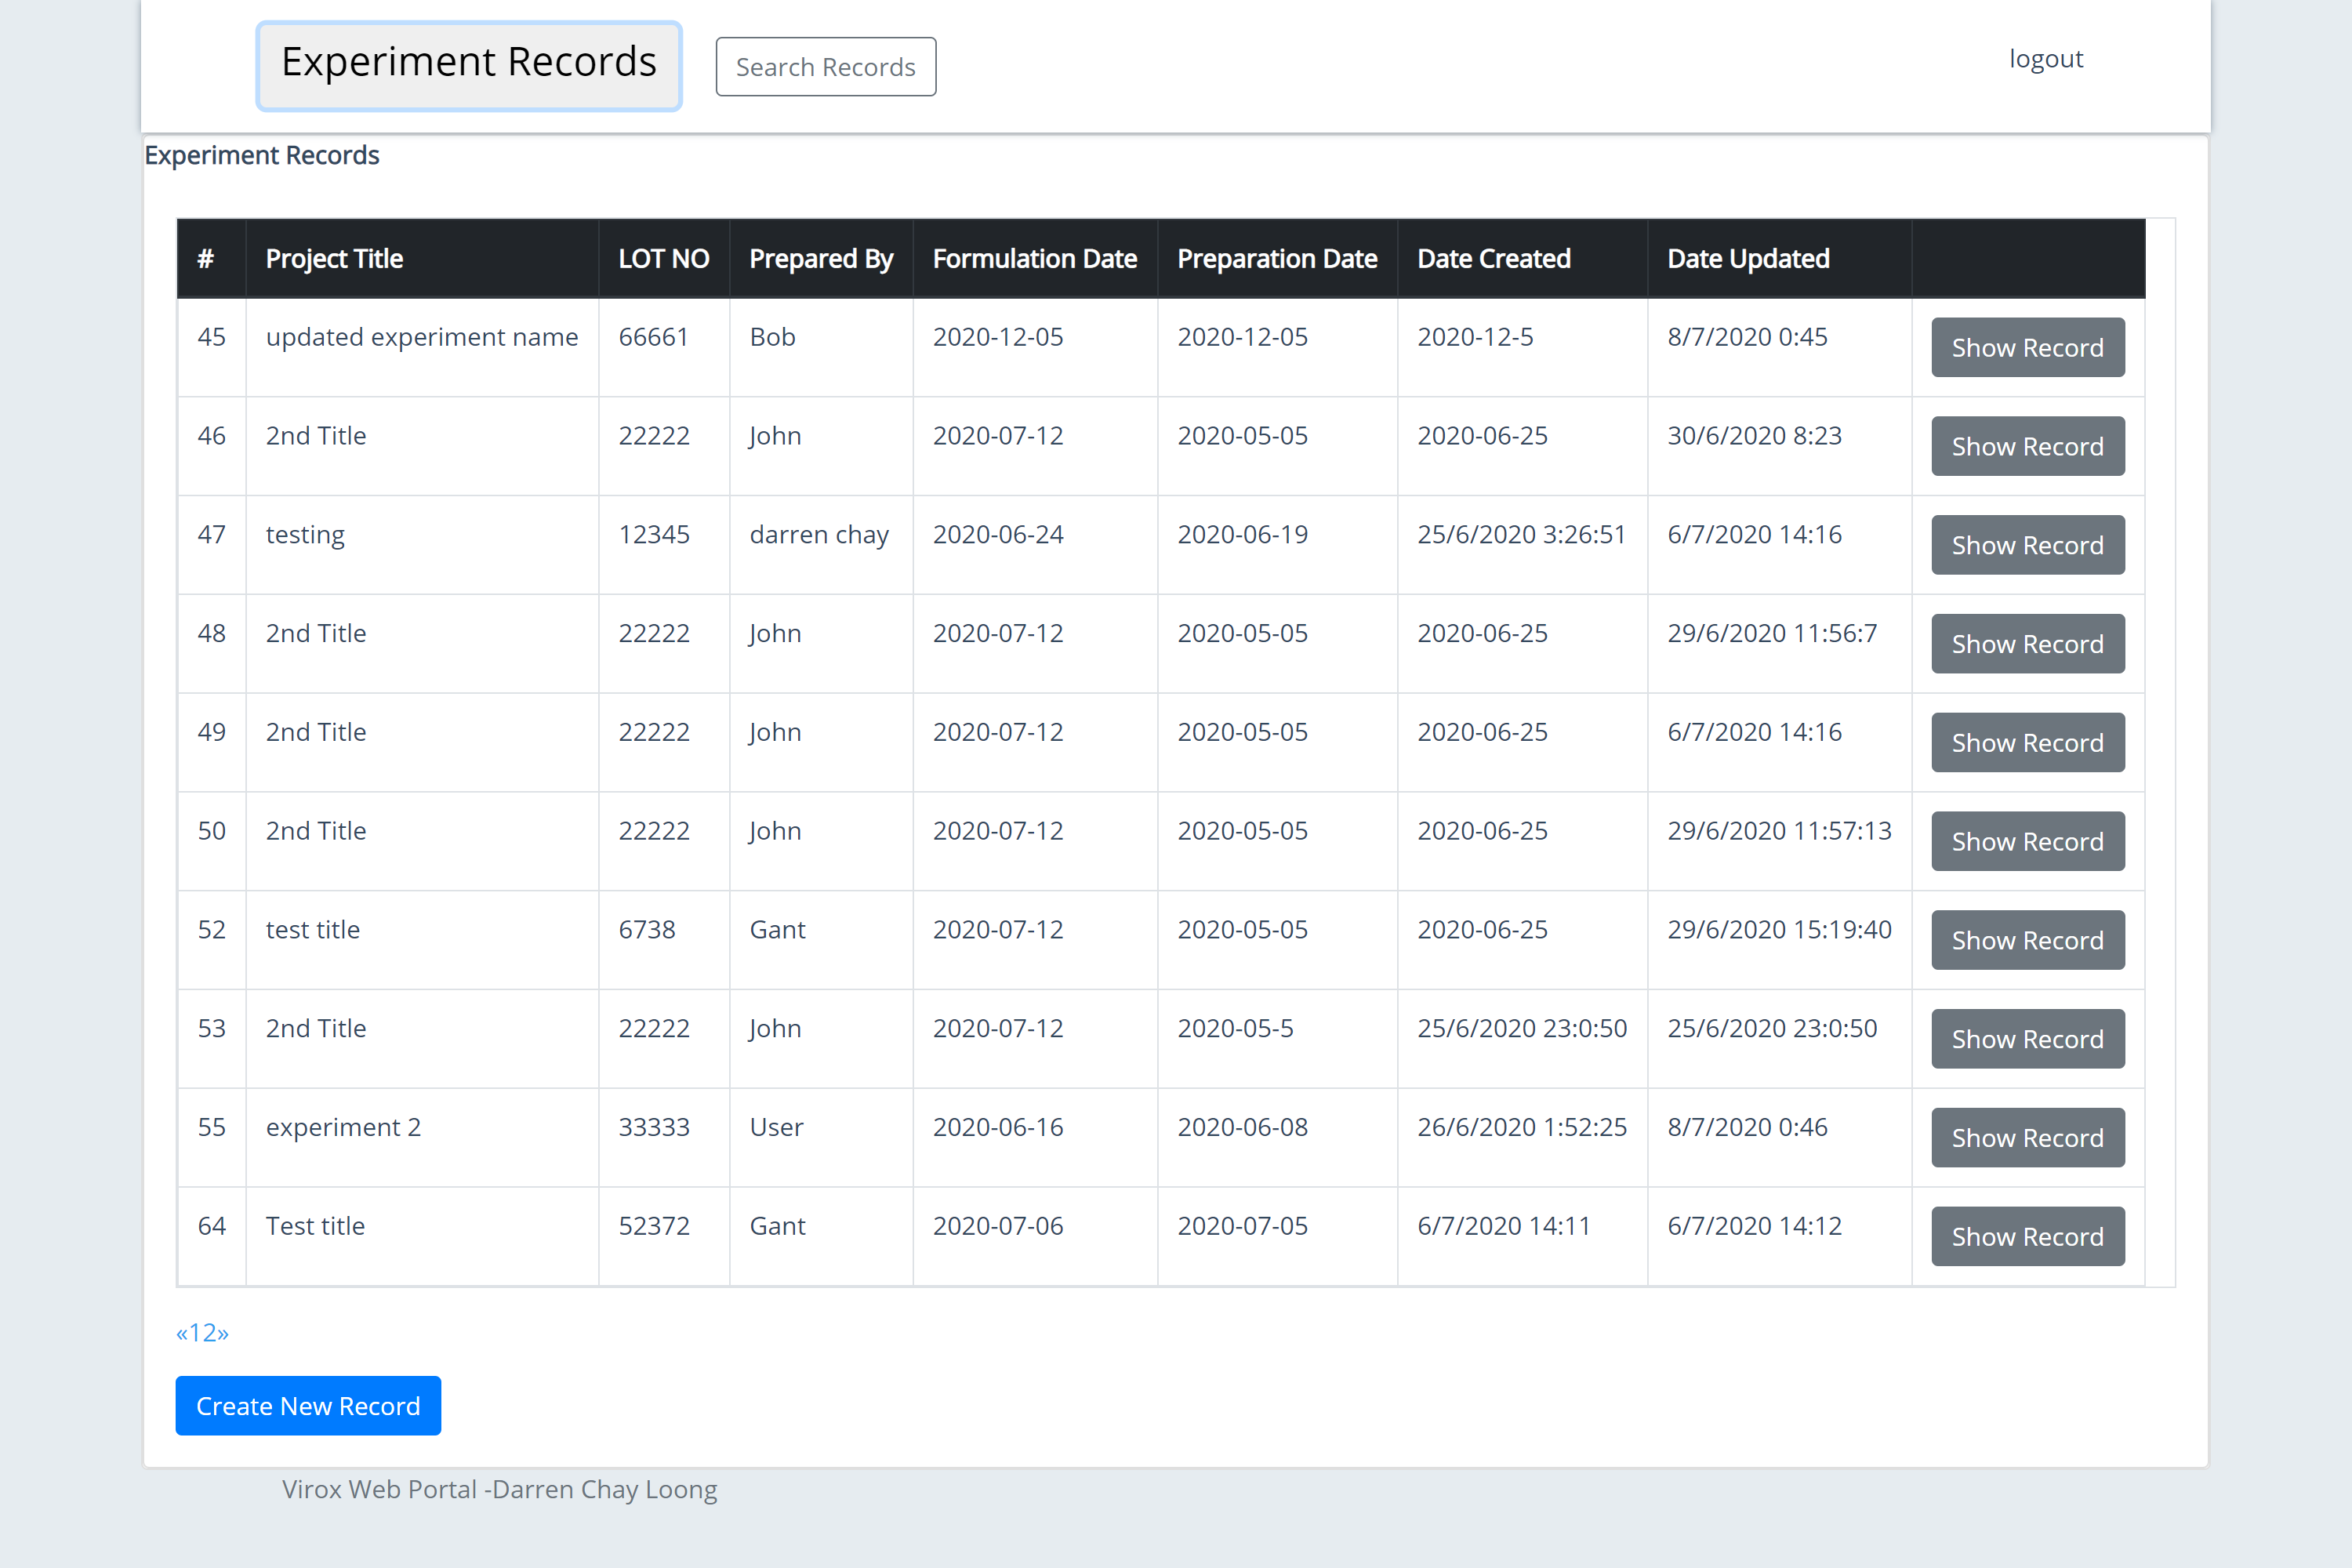 Experiment Records Search Records logout
Experiment Records
# Project Title LOT NO Prepared By Formulation Date Preparation Date Date Created Date Updated
45 updated experiment name 66661 Bob 2020-12-05 2020-12-05 2020-12-5 8/7/2020 0:45 Show Record
46 2nd Title 22222 John 2020-07-12 2020-05-05 2020-06-25 30/6/2020 8:23 Show Record
47 testing 12345 darren chay 2020-06-24 2020-06-19 25/6/2020 3:26:51 6/7/2020 14:16 Show Record
48 2nd Title 22222 John 2020-07-12 2020-05-05 2020-06-25 29/6/2020 11:56:7 Show Record
49 2nd Title 22222 John 2020-07-12 2020-05-05 2020-06-25 6/7/2020 14:16 Show Record
50 2nd Title 22222 John 2020-07-12 2020-05-05 2020-06-25 29/6/2020 11:57:13 Show Record
52 test title 6738 Gant 2020-07-12 2020-05-05 2020-06-25 29/6/2020 15:19:40 Show Record
53 2nd Title 22222 John 2020-07-12 2020-05-5 25/6/2020 23:0:50 25/6/2020 23:0:50 Show Record
55 experiment 2 33333 User 2020-06-16 2020-06-08 26/6/2020 1:52:25 8/7/2020 0:46 Show Record
64 Test title 52372 Gant 2020-07-06 2020-07-05 6/7/2020 14:11 6/7/2020 14:12 Show Record
«12»
Create New Record
Virox Web Portal -Darren Chay Loong